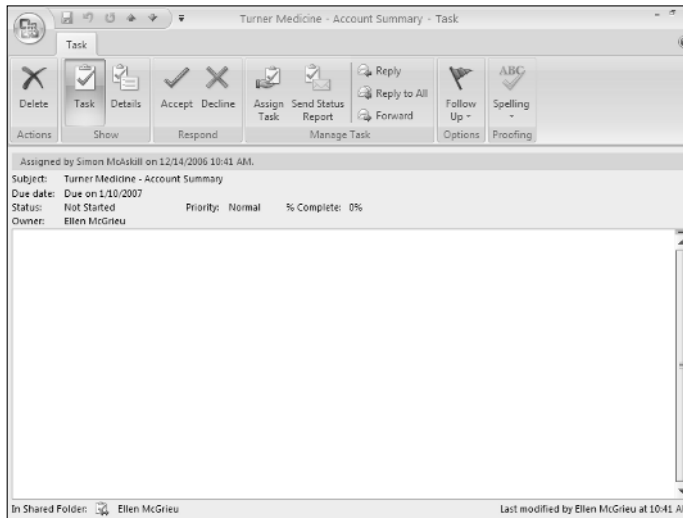 Turner Medicine - Account Summary - Task
Task
Delete
Task
Details
Accept
Decline
Assign Task
Send Status Report
Reply
Reply to All
Forward
Follow Up
ABC
Spelling
Actions
Show
Respond
Manage Task
Options
Proofing
Assigned by Simon McAskill on 12/14/2006 10:41 AM.
Subject: Turner Medicine - Account Summary
Due date: Due on 1/10/2007
Status: Not Started Priority: Normal % Complete: 0%
Owner: Ellen McGrieu
In Shared Folder: Ellen McGrieu Last modified by Ellen McGrieu at 10:41 A